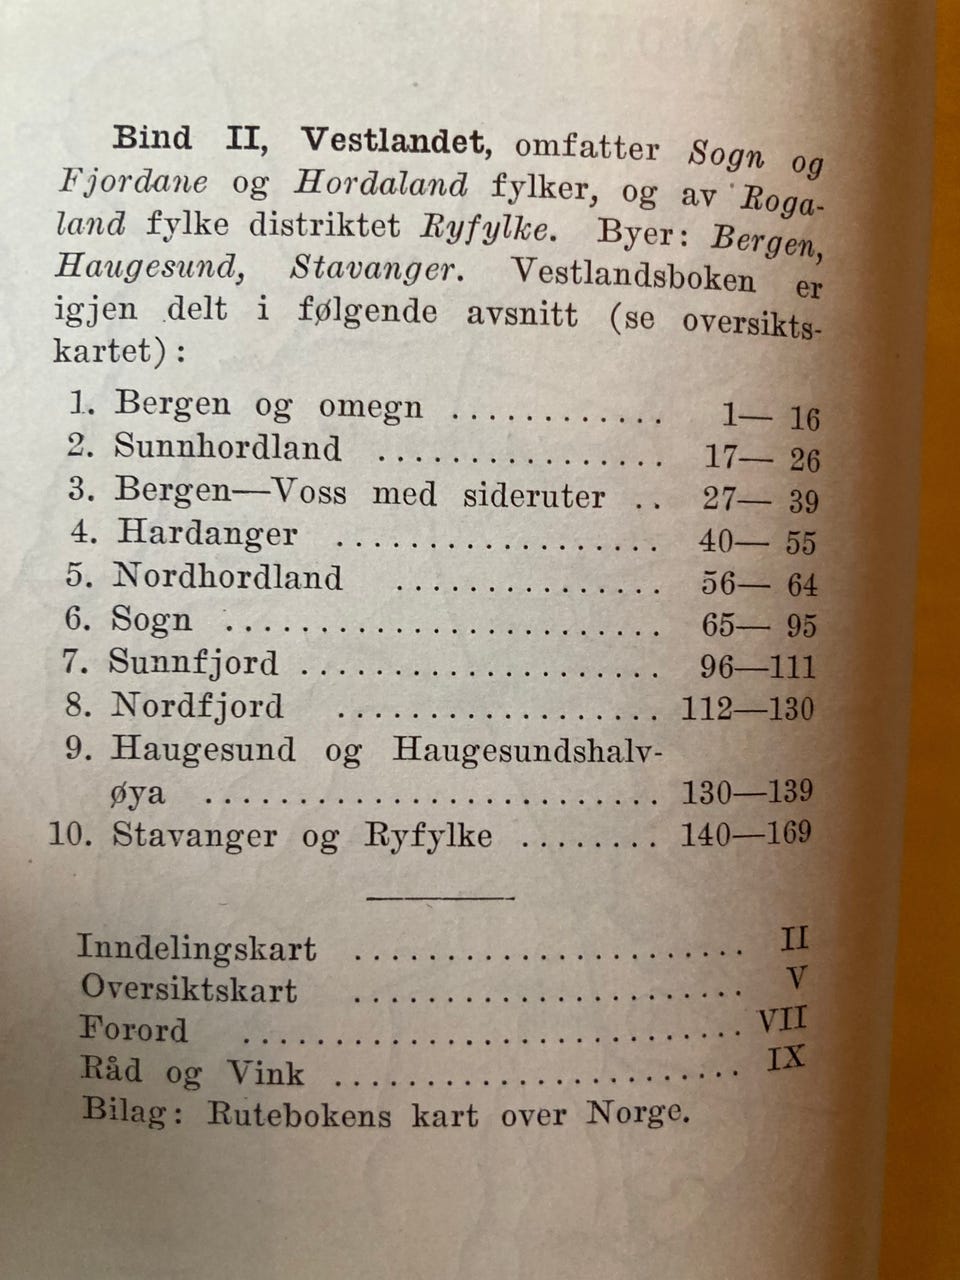 Bind II, Vestlandet, omfatter Sogn og
Fjordane og Hordaland fylker, og av Roga-
land fylke distriktet Ryfylke. Byer: Bergen,
Haugesund, Stavanger. Vestlandsboken er
igjen delt i følgende avsnitt (se oversikts-
kartet):
1. Bergen og omegn ............ 1— 16
2. Sunnhordland ................ 17— 26
3. Bergen—Voss med sideruter .. 27— 39
4. Hardanger .................. 40— 55
5. Nordhordland ............... 56— 64
6. Sogn ........................ 65— 95
7. Sunnfjord .................... 96—111
8. Nordfjord .................. 112—130
9. Haugesund og Haugesundshalv-
øya .......................... 130—139
10. Stavanger og Ryfylke ........ 140—169
Inndelingskart ...................... II
Oversiktskart ...................... V
Forord ............................. VII
Råd og Vink ....................... IX
Bilag: Rutebokens kart over Norge.